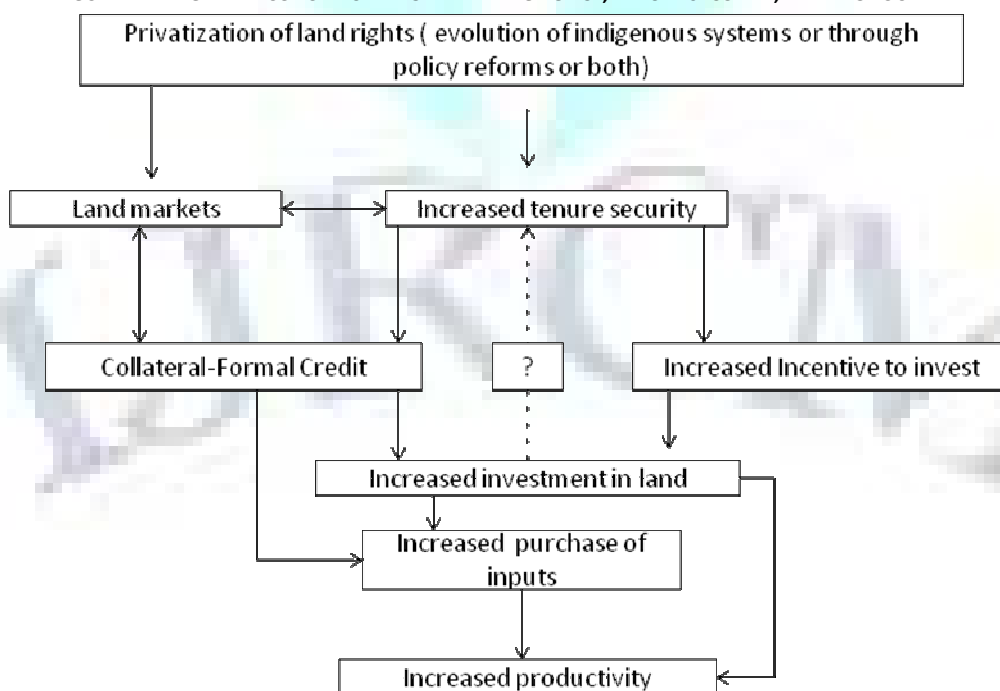 Privatization of land rights ( evolution of indigenous systems or through
policy reforms or both)
Land markets
Increased tenure security
Collateral-Formal Credit
?
Increased Incentive to invest
Increased investment in land
Increased purchase of
inputs
Increased productivity